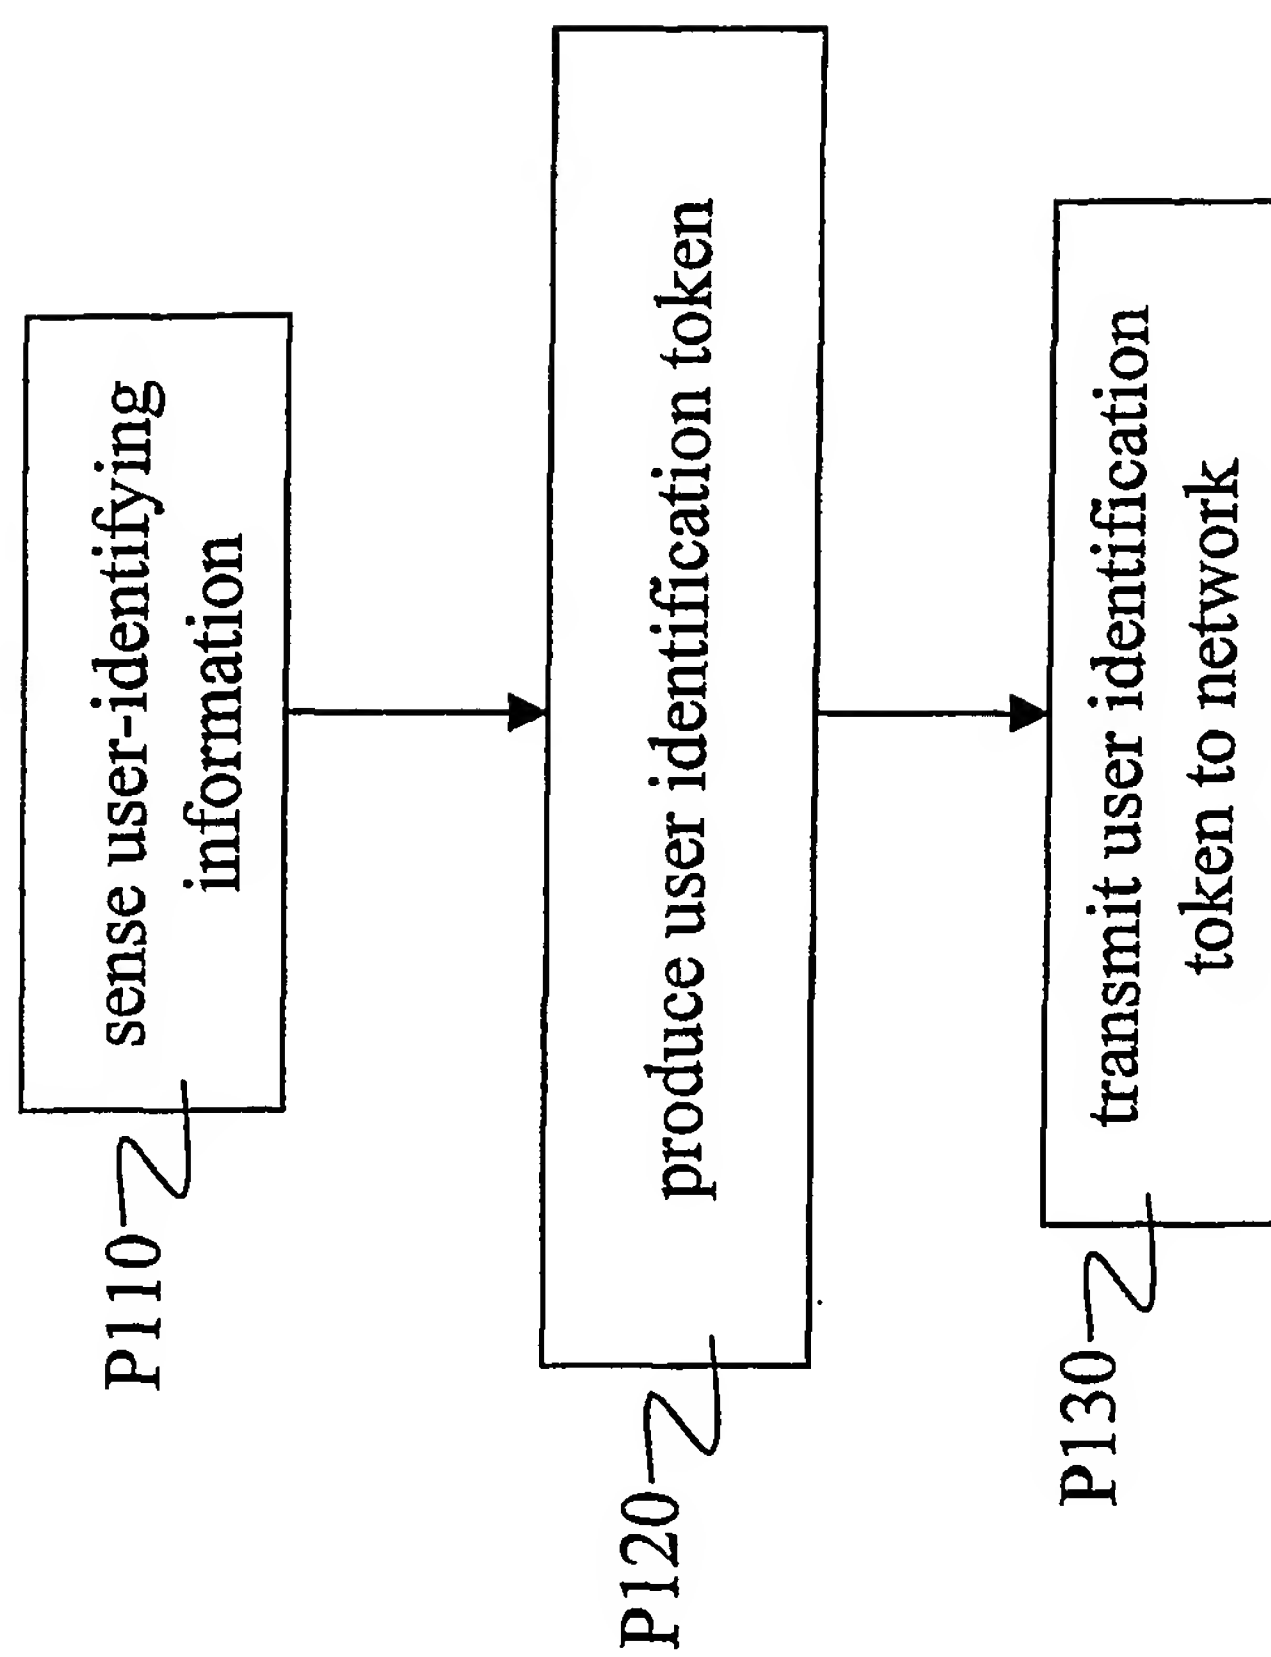 P110
sense user-identifying
information
P120
produce user identification token
P130
transmit user identification
token to network